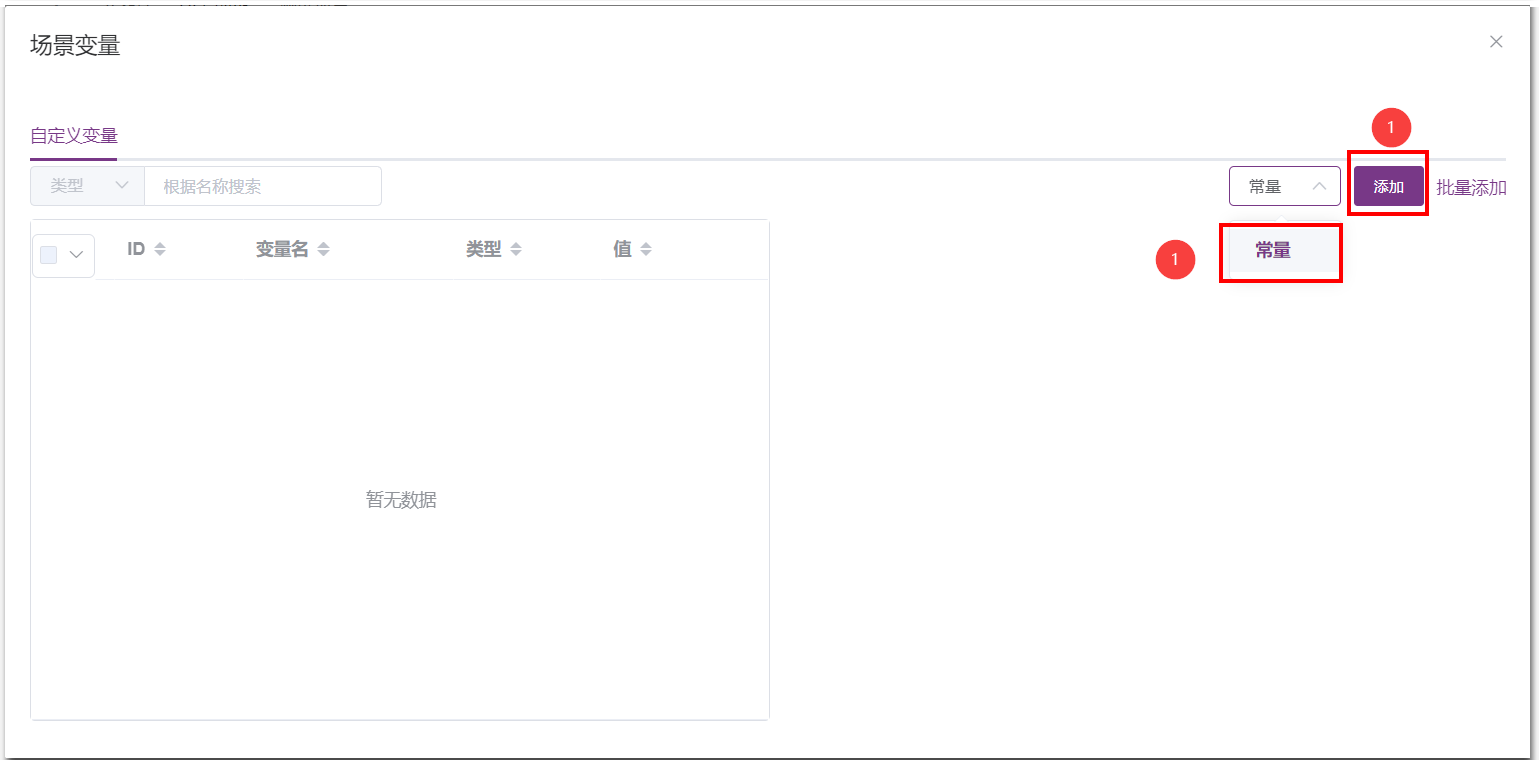 场景变量
自定义变量
1
类型 根据名称搜索 常量 添加 批量添加
ID 变量名 类型 值 1 常量
暂无数据